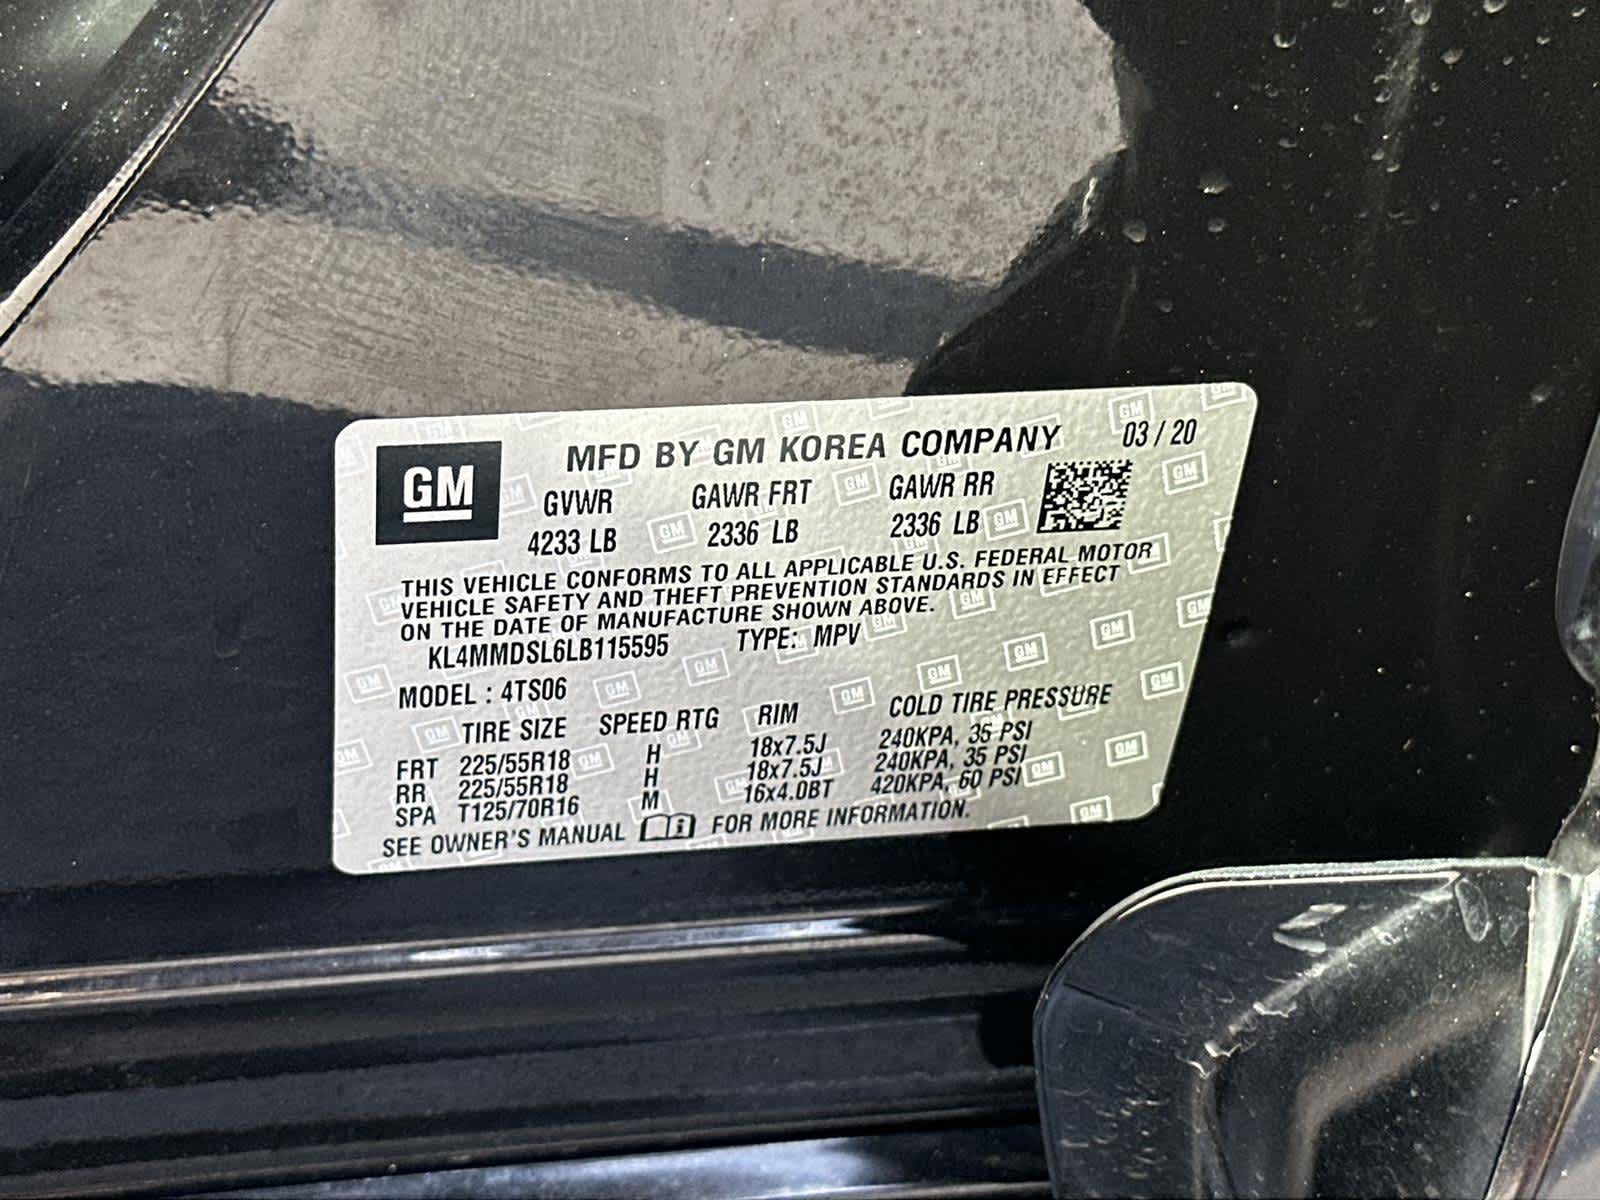 GM
MFD BY GM KOREA COMPANY 03 / 20
GVWR GAWR FRT GAWR RR
4233 LB 2336 LB 2336 LB
THIS VEHICLE CONFORMS TO ALL APPLICABLE U.S. FEDERAL MOTOR
VEHICLE SAFETY AND THEFT PREVENTION STANDARDS IN EFFECT
ON THE DATE OF MANUFACTURE SHOWN ABOVE.
KL4MMDSL6LB115595 TYPE: MPV
MODEL : 4TS06
TIRE SIZE SPEED RTG RIM COLD TIRE PRESSURE
FRT 225/55R18 H 18x7.5J 240KPA, 35 PSI
RR 225/55R18 H 18x7.5J 240KPA, 35 PSI
SPA T125/70R16 M 16x4.0BT 420KPA, 60 PSI
SEE OWNER'S MANUAL FOR MORE INFORMATION.